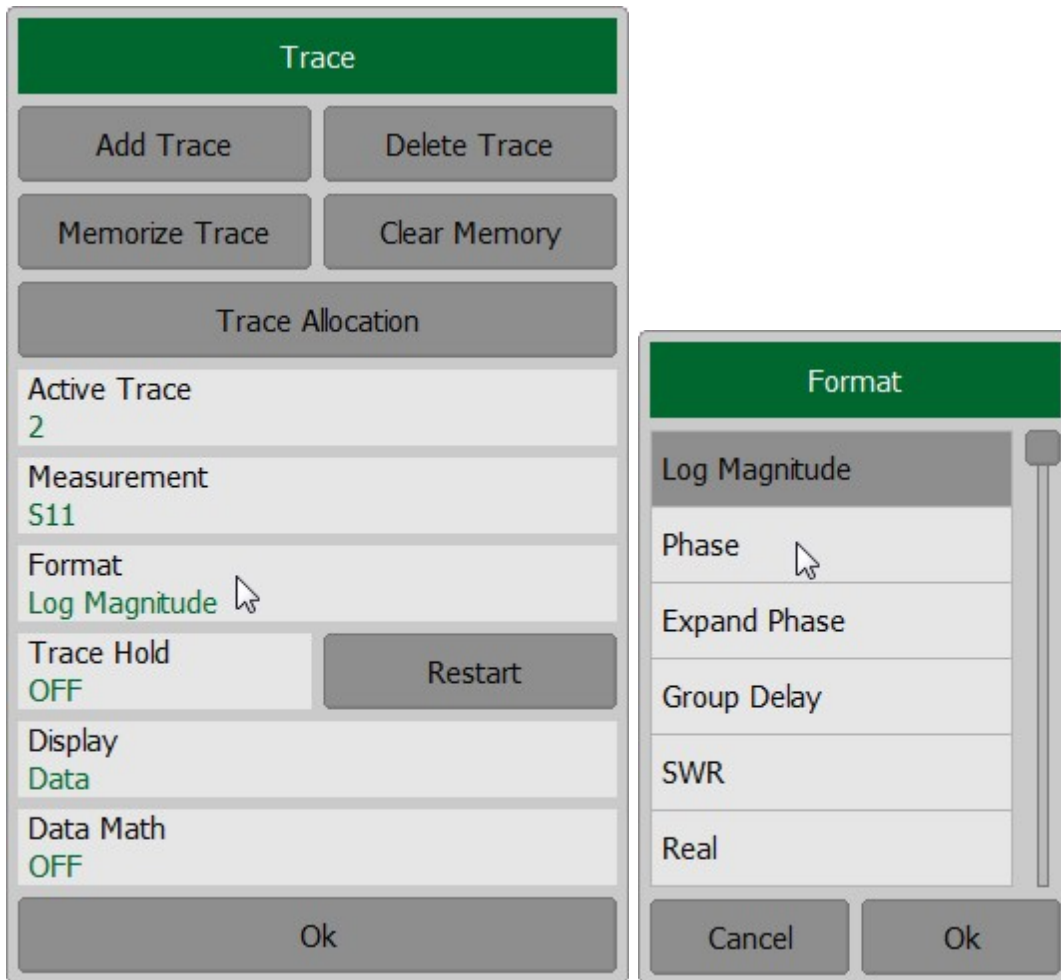 Trace
Add Trace
Delete Trace
Memorize Trace
Clear Memory
Trace Allocation
Active Trace
2
Measurement
S11
Format
Log Magnitude
Trace Hold
OFF
Restart
Display
Data
Data Math
OFF
Ok
Format
Log Magnitude
Phase
Expand Phase
Group Delay
SWR
Real
Cancel
Ok